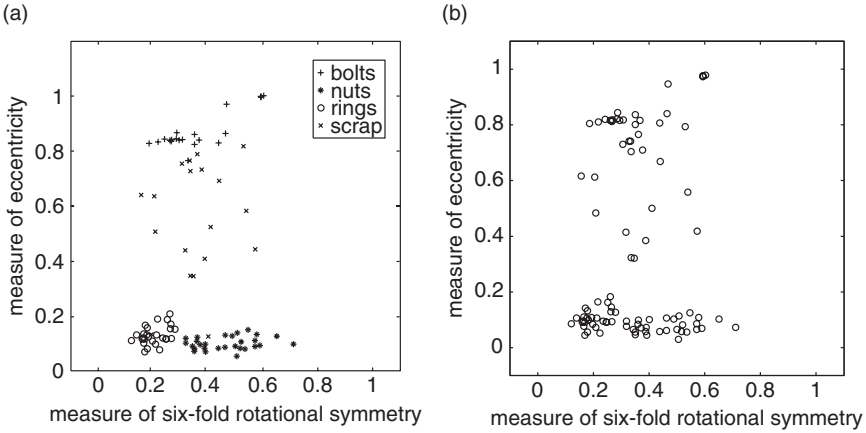 (a)
(b)
1
0.8
0.6
0.4
0.2
0
measure of eccentricity
0 0.2 0.4 0.6 0.8 1
measure of six-fold rotational symmetry
bolts
nuts
rings
scrap
1
0.8
0.6
0.4
0.2
0
measure of eccentricity
0 0.2 0.4 0.6 0.8 1
measure of six-fold rotational symmetry